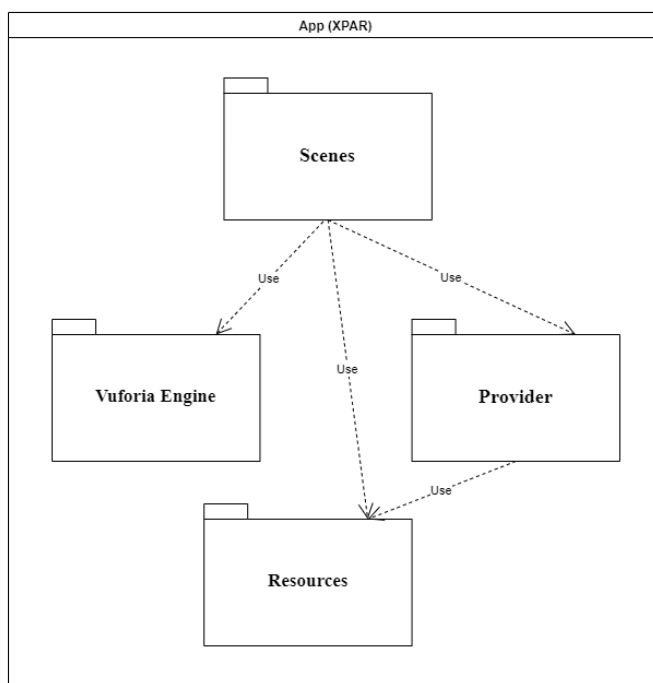 App (XPAR)
Scenes
Use
Use
Use
Vuforia Engine
Provider
Use
Resources